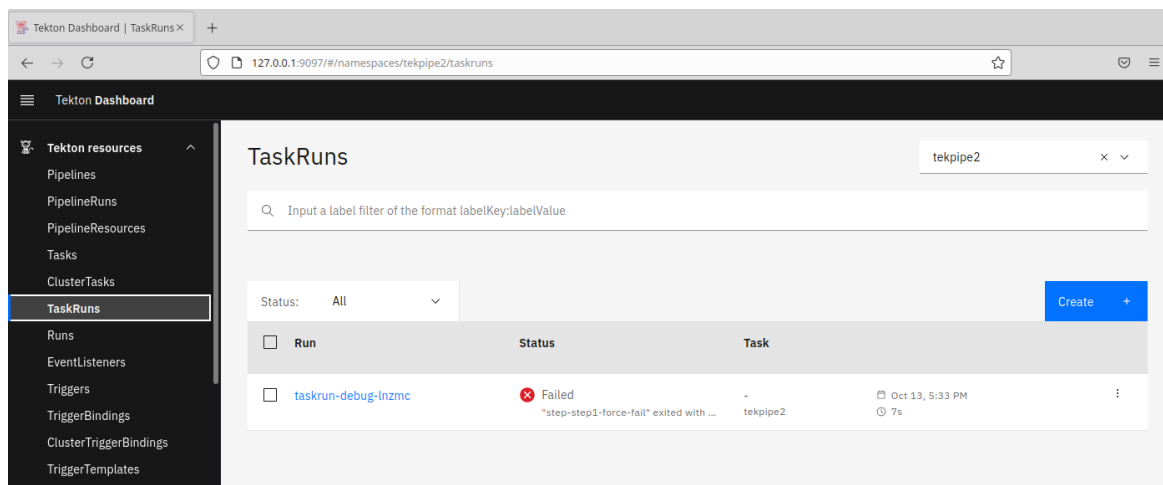 Tekton Dashboard | TaskRuns
127.0.0.1:9097/#/namespaces/tekpipe2/taskruns
Tekton Dashboard
Tekton resources
Pipelines
PipelineRuns
PipelineResources
Tasks
ClusterTasks
TaskRuns
Runs
EventListeners
Triggers
TriggerBindings
ClusterTriggerBindings
TriggerTemplates
TaskRuns
tekpipe2
Input a label filter of the format labelKey:labelValue
Status: All
Create +
Run Status Task
taskrun-debug-lnzmc Failed - Oct 13, 5:33 PM
"step-step1-force-fail" exited with ... tekpipe2 7s